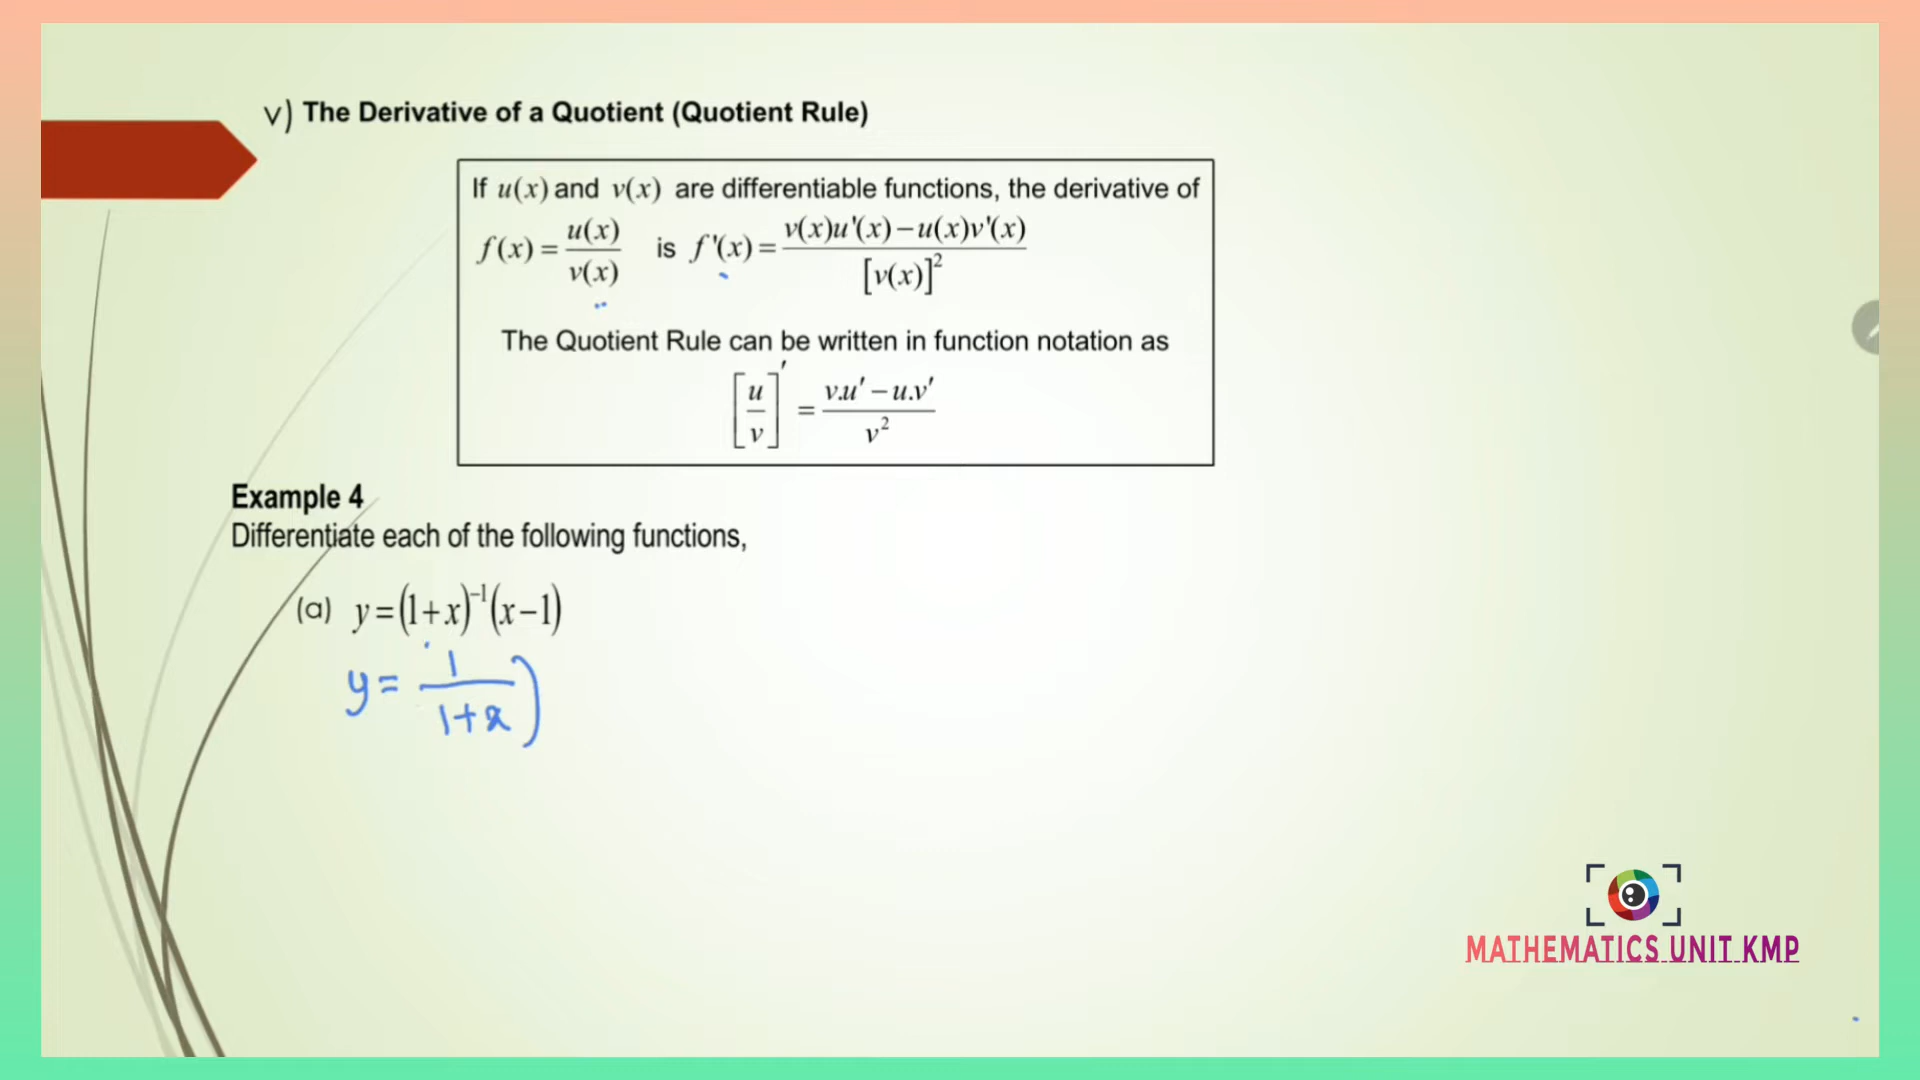 v) The Derivative of a Quotient (Quotient Rule)
If u(x) and v(x) are differentiable functions, the derivative of
f(x) = u(x)/v(x) is f'(x) = v(x)u'(x) − u(x)v'(x)/[v(x)]²
The Quotient Rule can be written in function notation as
[u/v]′ = v.u′ − u.v′/v²
Example 4
Differentiate each of the following functions,
(a) y = (1+x)⁻¹(x−1)
y = 1/1+x )
MATHEMATICS UNIT KMP